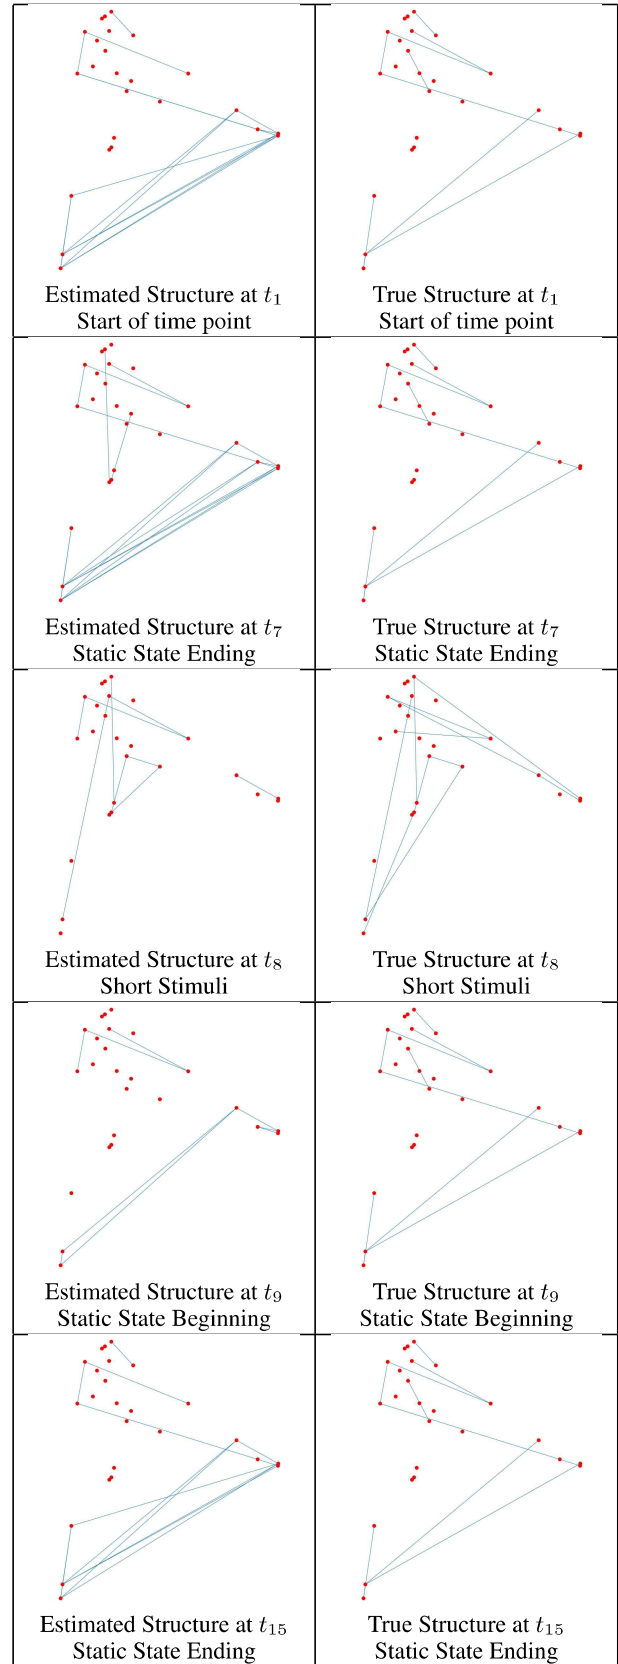 Estimated Structure at t₁
Start of time point
True Structure at t₁
Start of time point
Estimated Structure at t₇
Static State Ending
True Structure at t₇
Static State Ending
Estimated Structure at t₈
Short Stimuli
True Structure at t₈
Short Stimuli
Estimated Structure at t₉
Static State Beginning
True Structure at t₉
Static State Beginning
Estimated Structure at t₁₅
Static State Ending
True Structure at t₁₅
Static State Ending